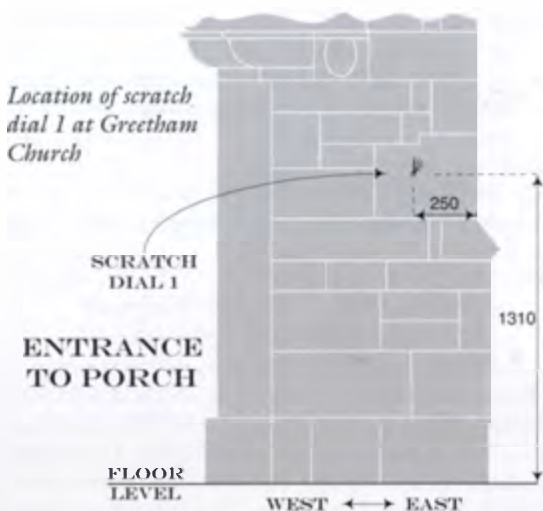 Location of scratch
dial 1 at Greetham
Church
250
SCRATCH
DIAL 1
1310
ENTRANCE
TO PORCH
FLOOR
LEVEL
WEST EAST